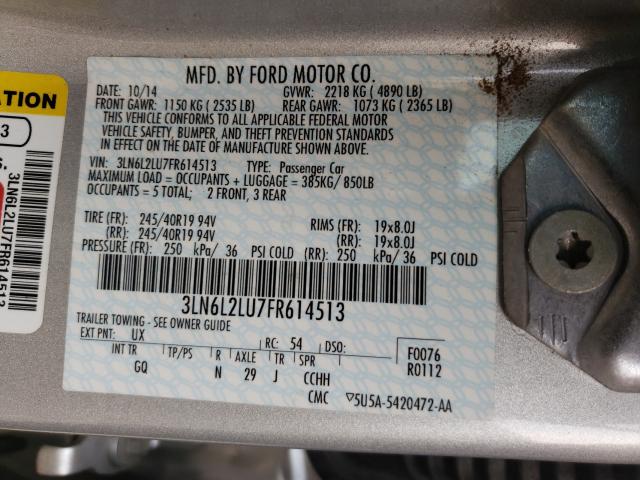 MFD. BY FORD MOTOR CO.
DATE: 10/14 GVWR: 2218 KG ( 4890 LB)
FRONT GAWR: 1150 KG ( 2535 LB) REAR GAWR: 1073 KG ( 2365 LB)
THIS VEHICLE CONFORMS TO ALL APPLICABLE FEDERAL MOTOR
VEHICLE SAFETY, BUMPER, AND THEFT PREVENTION STANDARDS
IN EFFECT ON THE DATE OF MANUFACTURE SHOWN ABOVE.
VIN: 3LN6L2LU7FR614513 TYPE: Passenger Car
MAXIMUM LOAD = OCCUPANTS + LUGGAGE = 385KG/ 850LB
OCCUPANTS = 5 TOTAL; 2 FRONT, 3 REAR
TIRE (FR): 245/40R19 94V RIMS (FR): 19x8.0J
(RR): 245/40R19 94V (RR): 19x8.0J
PRESSURE (FR): 250 kPa/ 36 PSI COLD (RR): 250 kPa/ 36 PSI COLD
3LN6L2LU7FR614513
TRAILER TOWING - SEE OWNER GUIDE
EXT PNT: UX RC: 54 DSO: F0076
INT TR TP/PS R AXLE TR SPR R0112
GQ N 29 J CCHH
CMC ▽5U5A-5420472-AA
ATION
3
3LN6L2LU7FR614513